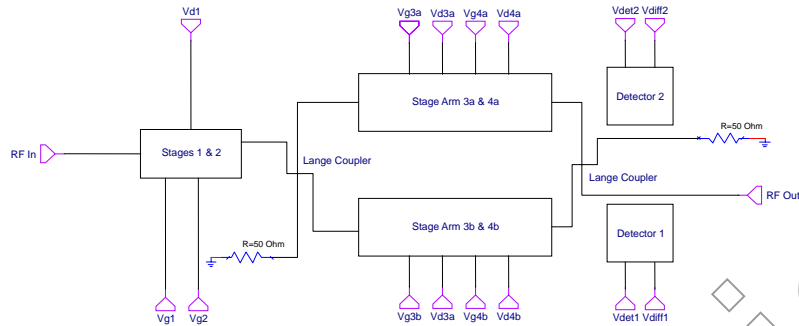 Vd1
Vg3a Vd3a Vg4a Vd4a
Vdet2 Vdiff2
Stage Arm 3a & 4a
Detector 2
R=50 Ohm
RF In
Stages 1 & 2
Lange Coupler
Lange Coupler
RF Out
Stage Arm 3b & 4b
Detector 1
R=50 Ohm
Vg1 Vg2
Vg3b Vd3a Vg4b Vd4b
Vdet1 Vdiff1